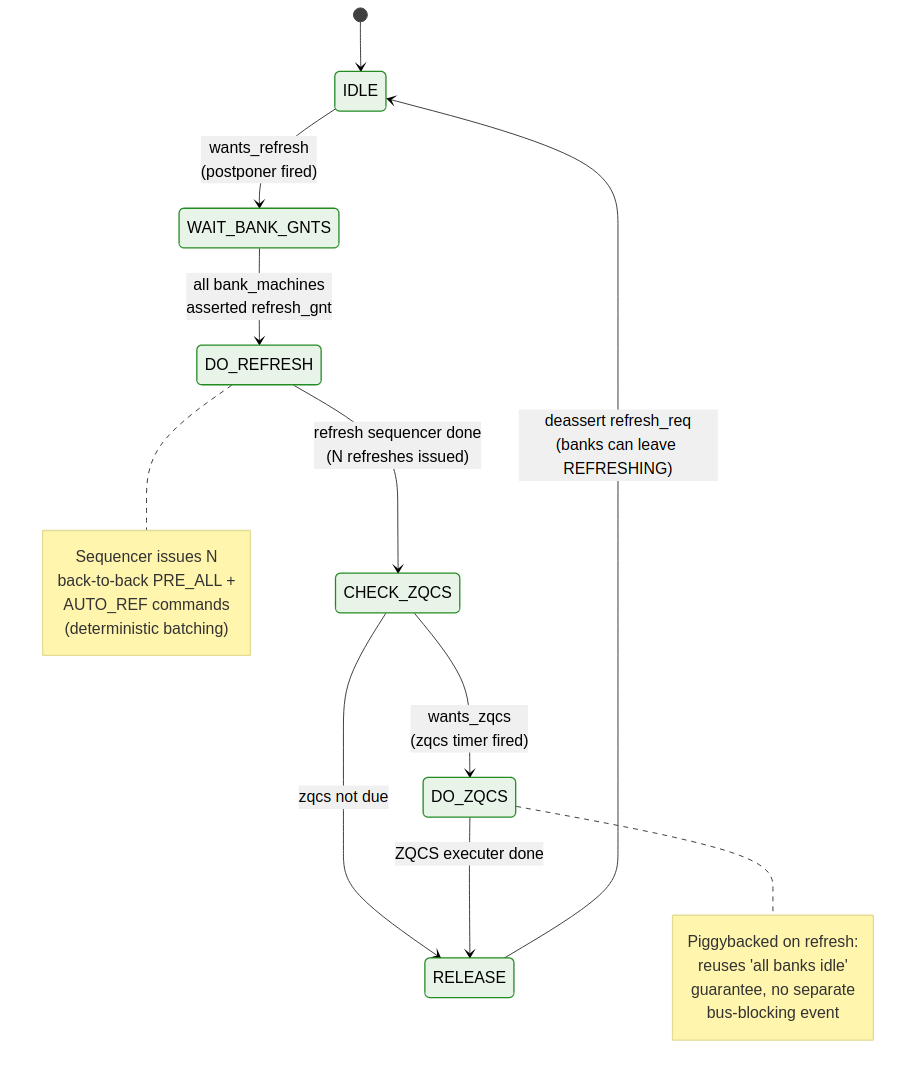 IDLE
wants_refresh
(postponer fired)
WAIT_BANK_GNTS
all bank_machines
asserted refresh_gnt
DO_REFRESH
refresh sequencer done
(N refreshes issued)
deassert refresh_req
(banks can leave
REFRESHING)
Sequencer issues N
back-to-back PRE_ALL +
AUTO_REF commands
(deterministic batching)
CHECK_ZQCS
wants_zqcs
(zqcs timer fired)
zqcs not due
DO_ZQCS
ZQCS executer done
Piggybacked on refresh:
reuses 'all banks idle'
guarantee, no separate
bus-blocking event
RELEASE